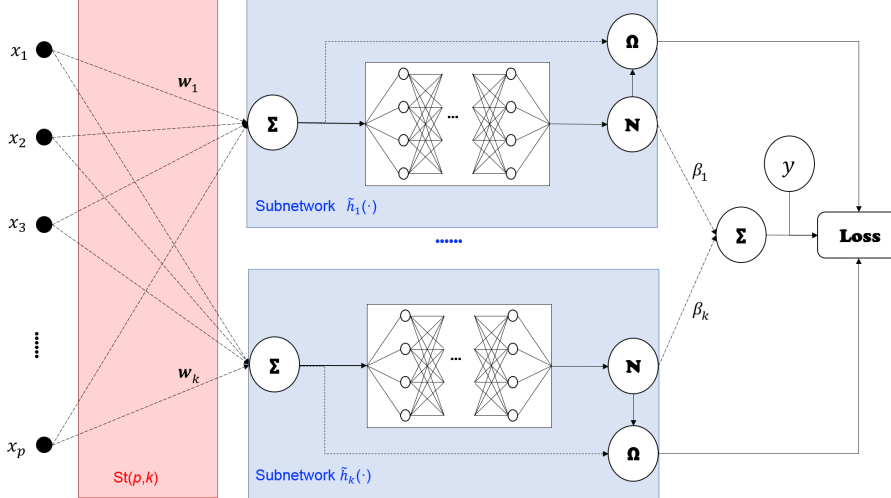 x₁
x₂
x₃
xₚ
𝒘₁
𝒘ₖ
St(p,k)
Σ
...
N
Ω
Subnetwork h̃₁(·)
......
Σ
...
N
Ω
Subnetwork h̃ₖ(·)
β₁
βₖ
y
Σ
Loss